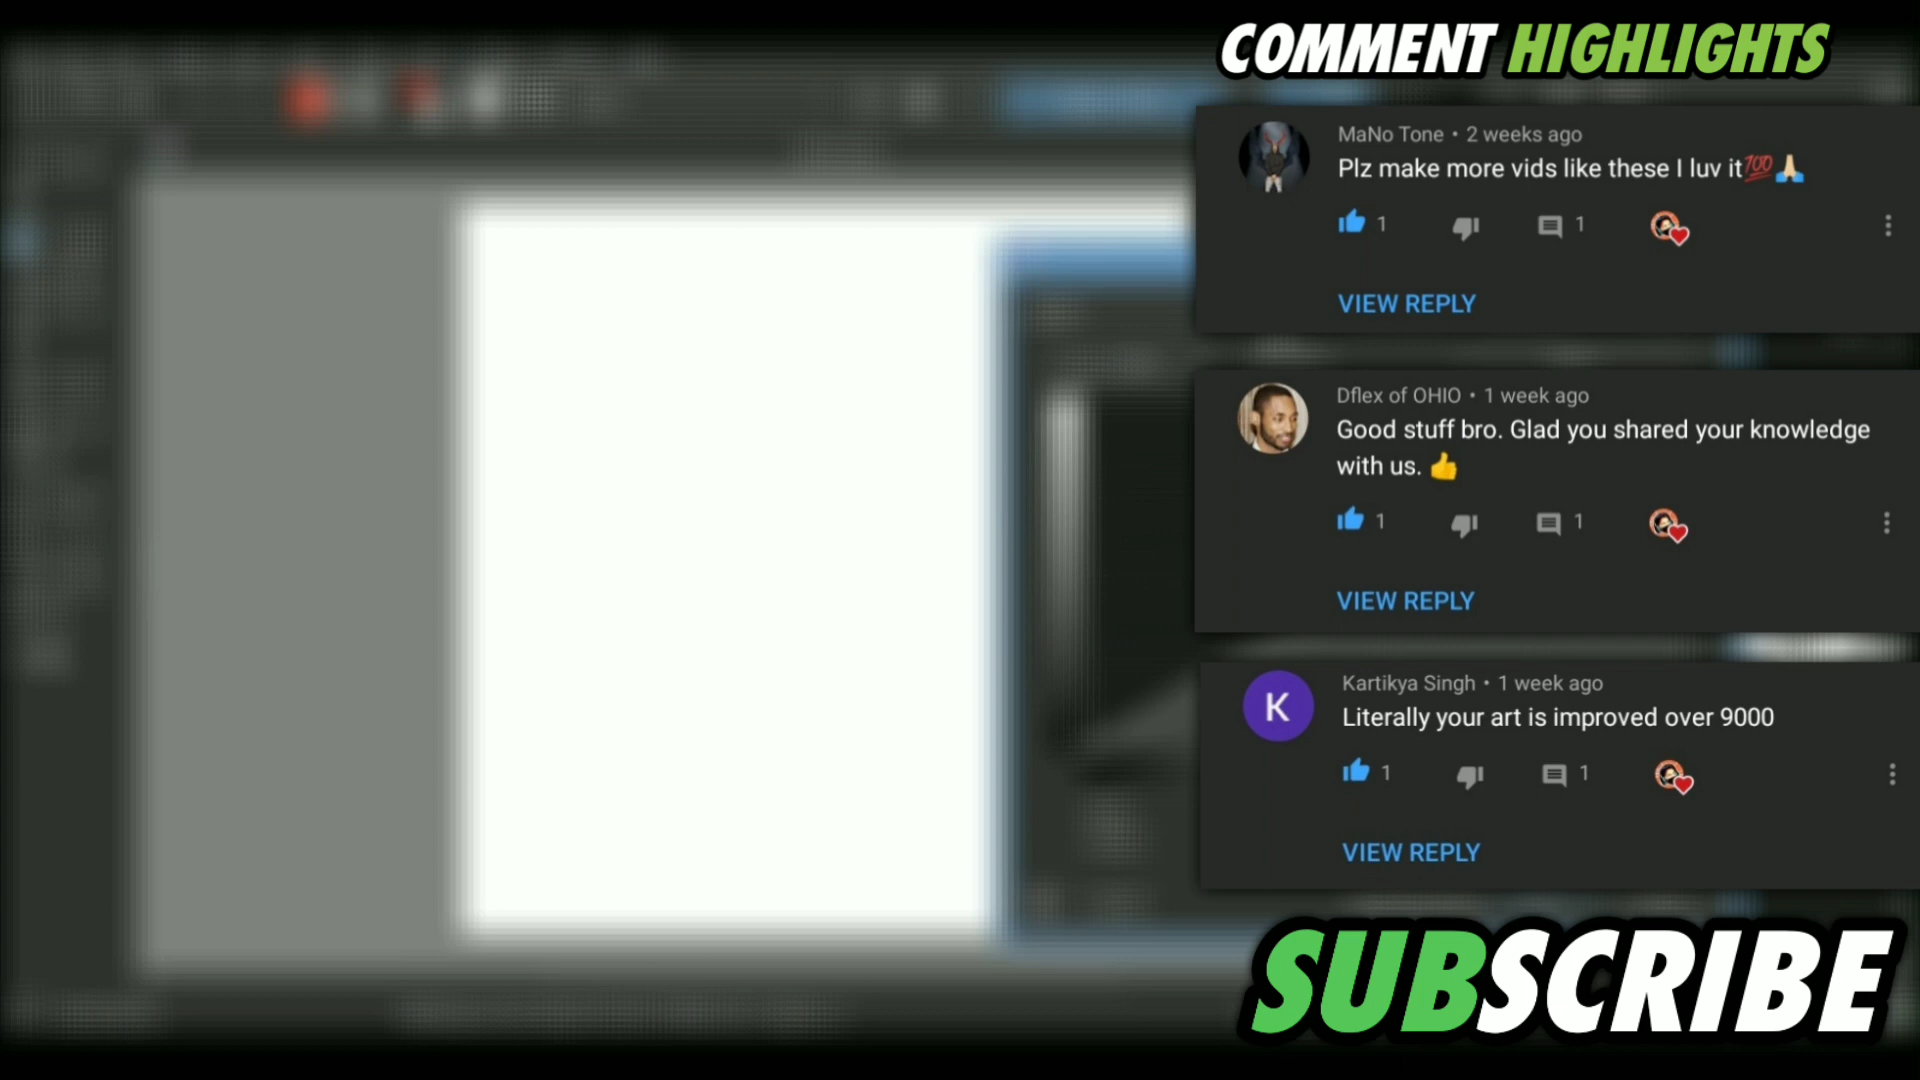 COMMENT HIGHLIGHTS
MaNo Tone • 2 weeks ago
Plz make more vids like these I luv it💯🙏🏻
1 1
VIEW REPLY
Dflex of OHIO • 1 week ago
Good stuff bro. Glad you shared your knowledge
with us. 👍
1 1
VIEW REPLY
K
Kartikya Singh • 1 week ago
Literally your art is improved over 9000
1 1
VIEW REPLY
SUBSCRIBE